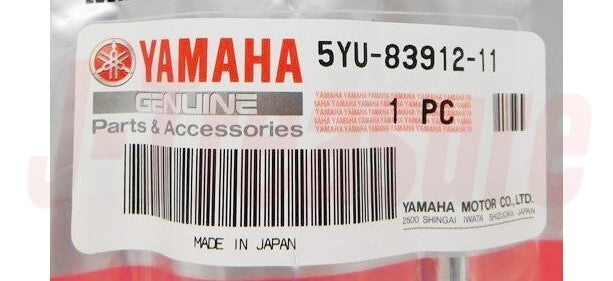 YAMAHA
5YU-83912-11
GENUINE
Parts & Accessories
1 PC
YAMAHA MOTOR CO., LTD.
2500 SHINGAI IWATA SHIZUOKA JAPAN
MADE IN JAPAN